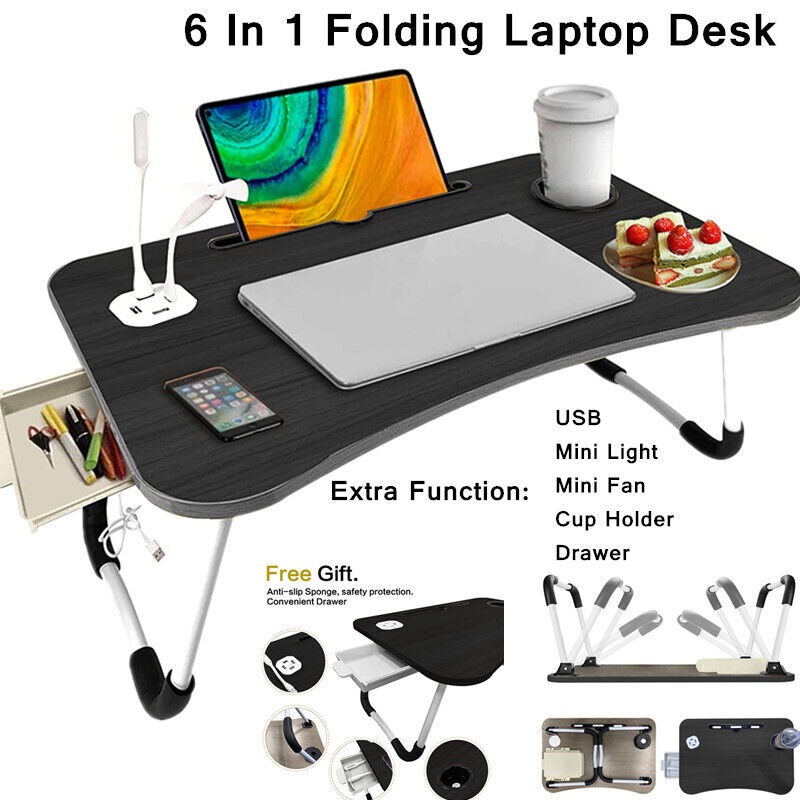 6 In 1 Folding Laptop Desk
USB
Mini Light
Extra Function:
Mini Fan
Cup Holder
Drawer
Free Gift.
Anti-slip Sponge, safety protection.
Convenient Drawer